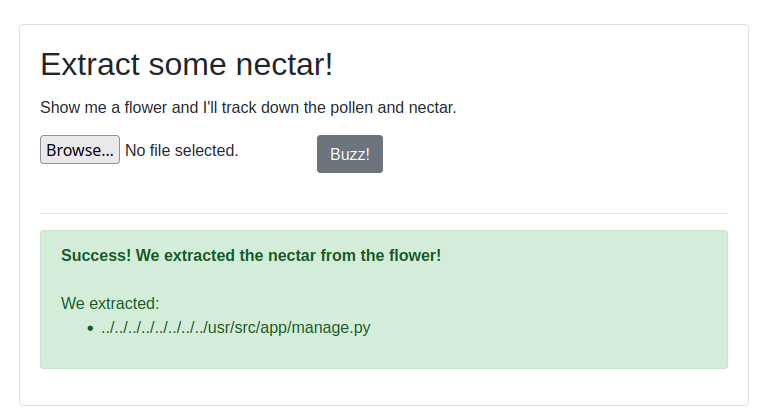 Extract some nectar!
Show me a flower and I'll track down the pollen and nectar.
Browse... No file selected. Buzz!
Success! We extracted the nectar from the flower!
We extracted:
• ../../../../../../../../usr/src/app/manage.py